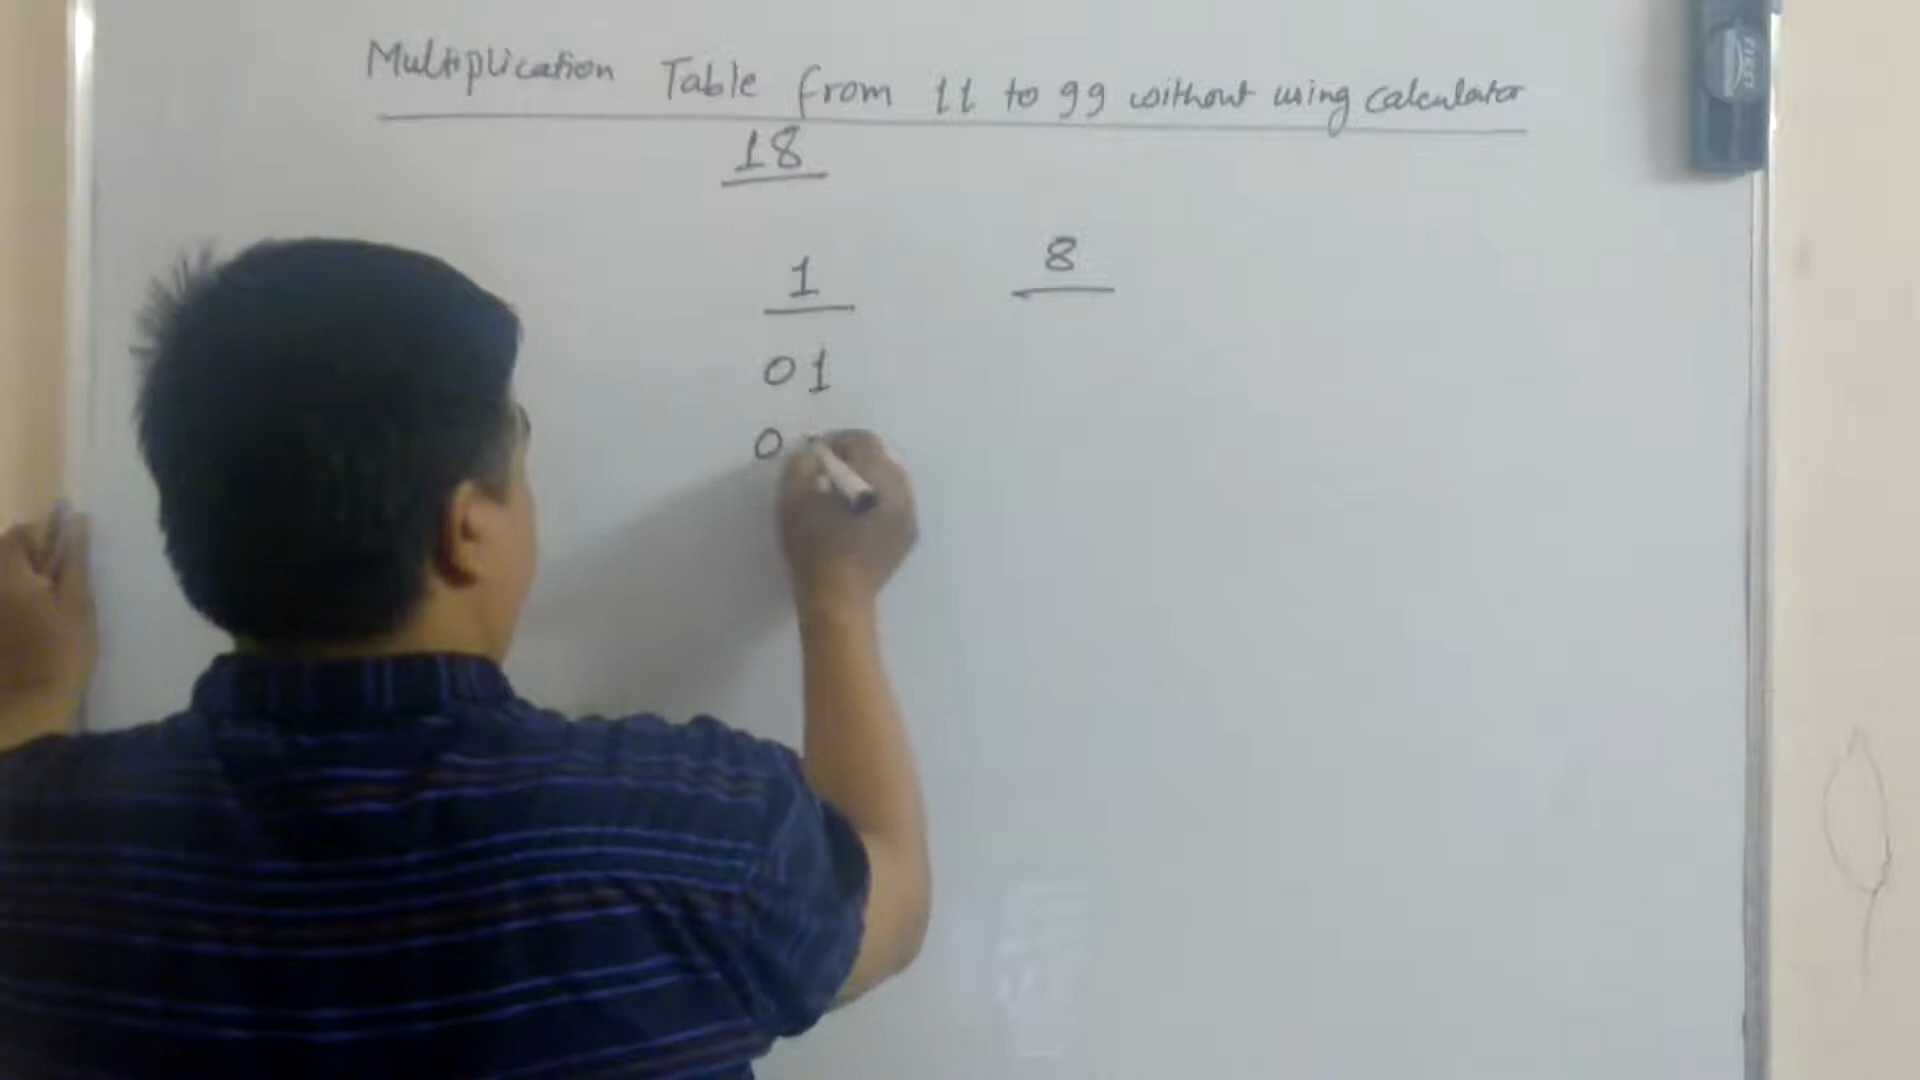 Multiplication Table from 11 to 99 without using calculator
18
1 8
01
0